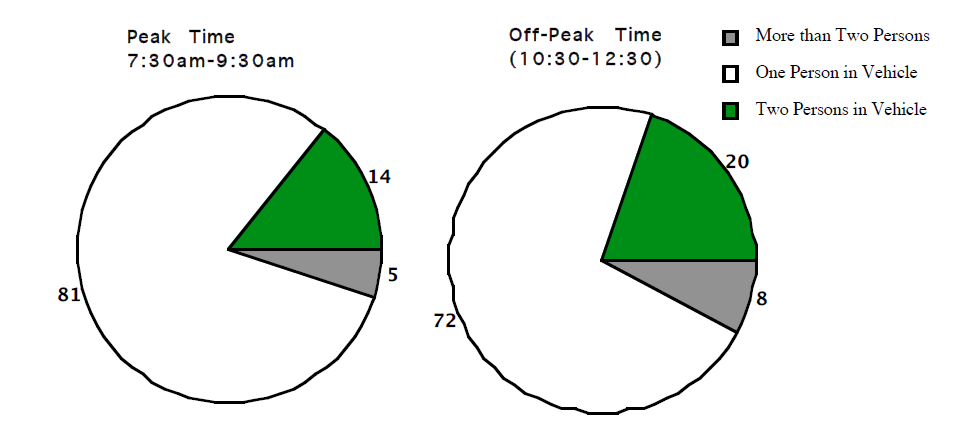 Peak Time
7:30am-9:30am
14
5
81
Off-Peak Time
(10:30-12:30)
20
8
72
More than Two Persons
One Person in Vehicle
Two Persons in Vehicle